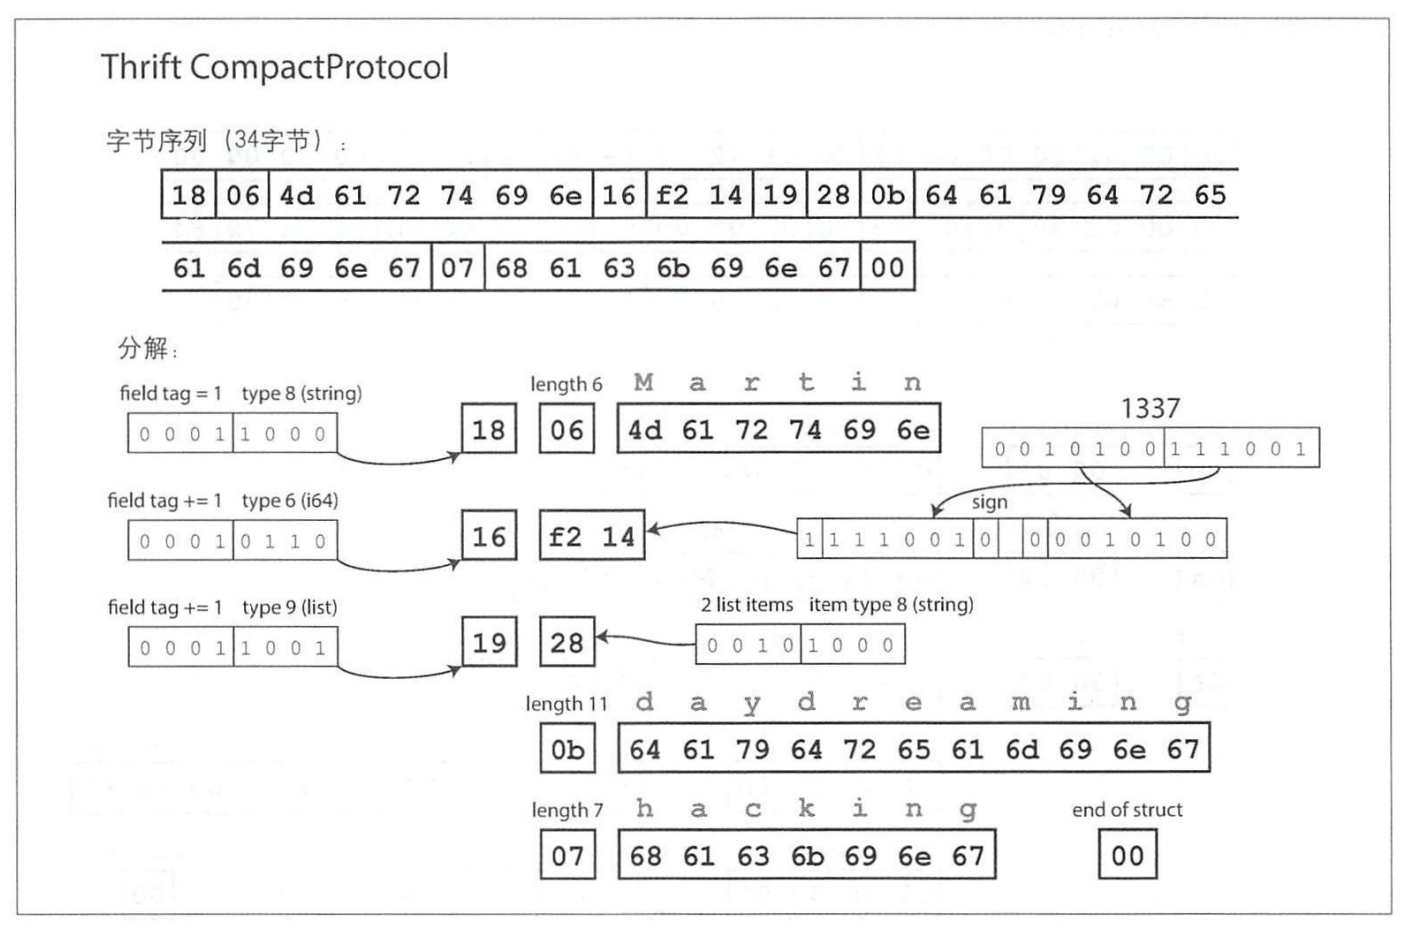 Thrift CompactProtocol
字节序列（34字节）：
18 06 4d 61 72 74 69 6e 16 f2 14 19 28 0b 64 61 79 64 72 65
61 6d 69 6e 67 07 68 61 63 6b 69 6e 67 00
分解：
field tag = 1 type 8 (string)
length 6 M a r t i n
0 0 0 1 1 0 0 0
18 06 4d 61 72 74 69 6e
1337
0 0 1 0 1 0 0 1 1 1 0 0 1
field tag += 1 type 6 (i64)
sign
0 0 0 1 0 1 1 0
16 f2 14
1 1 1 1 0 0 1 0 0 0 0 1 0 1 0 0
field tag += 1 type 9 (list)
2 list items item type 8 (string)
0 0 0 1 1 0 0 1
19 28
0 0 1 0 1 0 0 0
length 11 d a y d r e a m i n g
0b 64 61 79 64 72 65 61 6d 69 6e 67
length 7 h a c k i n g
end of struct
07 68 61 63 6b 69 6e 67
00